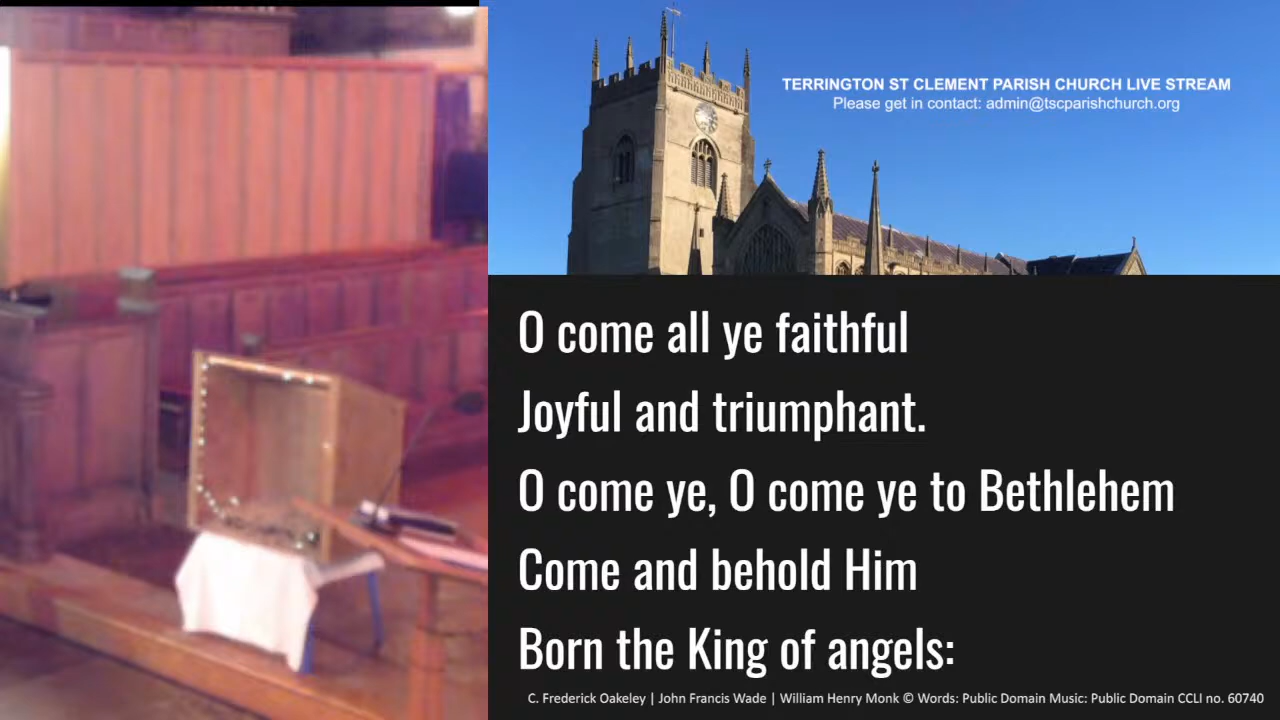 TERRINGTON ST CLEMENT PARISH CHURCH LIVE STREAM
Please get in contact: admin@tscparishchurch.org
O come all ye faithful
Joyful and triumphant.
O come ye, O come ye to Bethlehem
Come and behold Him
Born the King of angels:
C. Frederick Oakeley | John Francis Wade | William Henry Monk © Words: Public Domain Music: Public Domain CCLI no. 60740